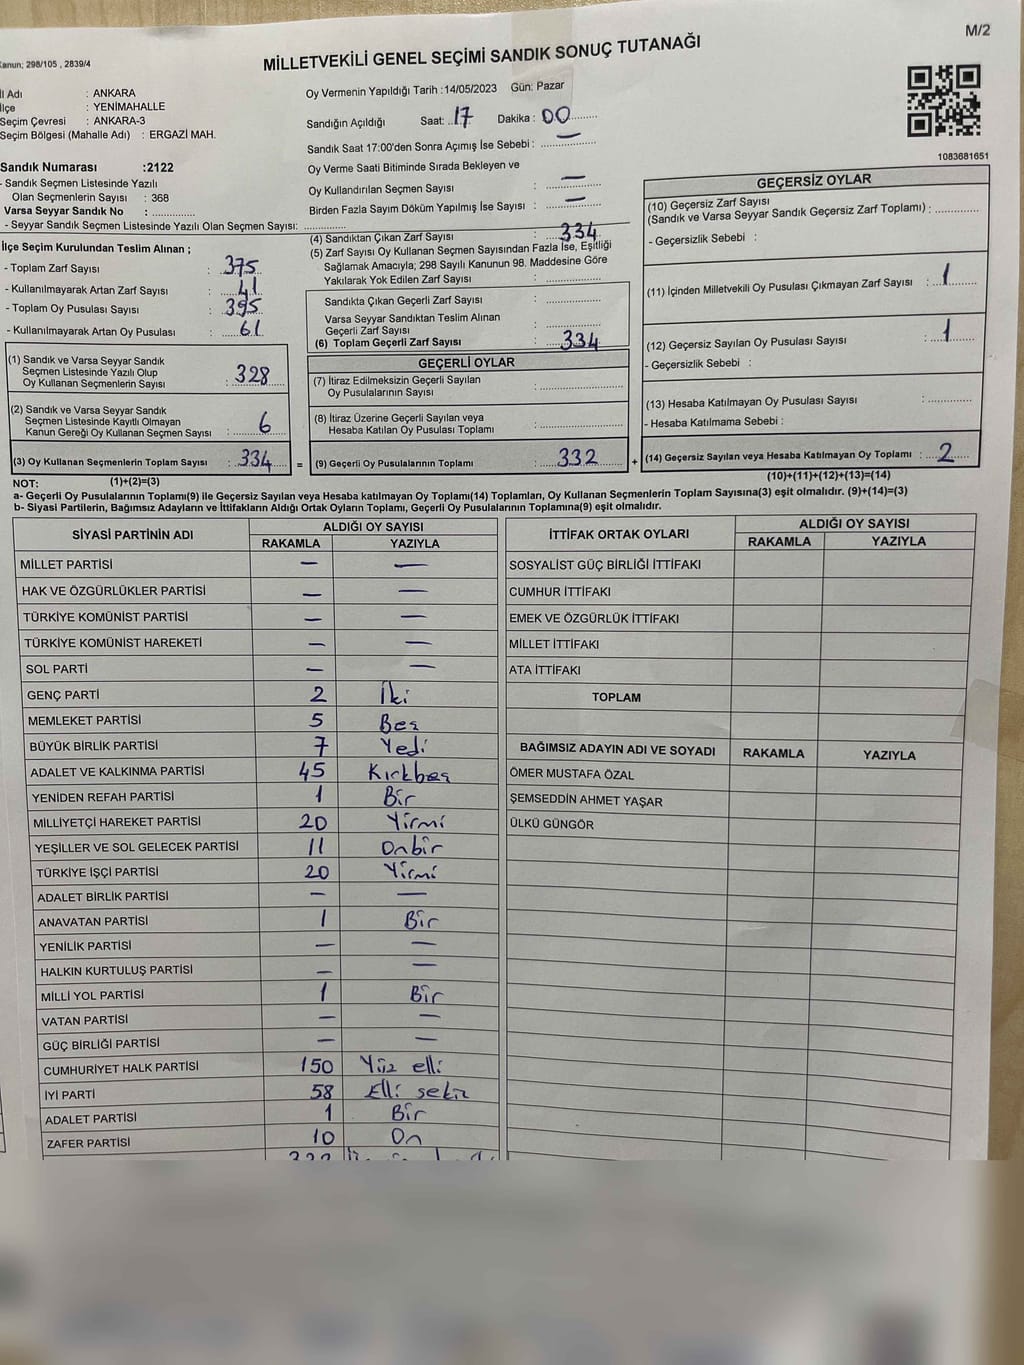 M/2
Kanun; 298/105 , 2839/4
MİLLETVEKİLİ GENEL SEÇİMİ SANDIK SONUÇ TUTANAĞI
İl Adı : ANKARA
İlçe : YENİMAHALLE
Seçim Çevresi : ANKARA-3
Seçim Bölgesi (Mahalle Adı) : ERGAZİ MAH.
Oy Vermenin Yapıldığı Tarih :14/05/2023 Gün: Pazar
Sandığın Açıldığı Saat: 17 Dakika : 00
Sandık Saat 17:00'den Sonra Açımış İse Sebebi : —
Oy Verme Saati Bitiminde Sırada Bekleyen ve
Oy Kullandırılan Seçmen Sayısı : —
Birden Fazla Sayım Döküm Yapılmış İse Sayısı : —
1083681651
Sandık Numarası :2122
- Sandık Seçmen Listesinde Yazılı
Olan Seçmenlerin Sayısı : 368
Varsa Seyyar Sandık No :
- Seyyar Seçmen Listesinde Yazılı Olan Seçmen Sayısı:
İlçe Seçim Kurulundan Teslim Alınan ;
- Toplam Zarf Sayısı : 375
- Kullanılmayarak Artan Zarf Sayısı : 41
- Toplam Oy Pusulası Sayısı : 395
- Kullanılmayarak Artan Oy Pusulası : 61
(1) Sandık ve Varsa Seyyar Sandık
Seçmen Listesinde Yazılı Olup
Oy Kullanan Seçmenlerin Sayısı : 328
(2) Sandık ve Varsa Seyyar Sandık
Seçmen Listesinde Kayıtlı Olmayan
Kanun Gereği Oy Kullanan Seçmen Sayısı : 6
(3) Oy Kullanan Seçmenlerin Toplam Sayısı : 334 =
(1)+(2)=(3)
(4) Sandıktan Çıkan Zarf Sayısı : 334
(5) Zarf Sayısı Oy Kullanan Seçmen Sayısından Fazla İse, Eşitliği
Sağlamak Amacıyla; 298 Sayılı Kanunun 98. Maddesine Göre
Yakılarak Yok Edilen Zarf Sayısı :
Sandıkta Çıkan Geçerli Zarf Sayısı :
Varsa Seyyar Sandıktan Teslim Alınan
Geçerli Zarf Sayısı :
(6) Toplam Geçerli Zarf Sayısı : 334
GEÇERLİ OYLAR
(7) İtiraz Edilmeksizin Geçerli Sayılan
Oy Pusulalarının Sayısı :
(8) İtiraz Üzerine Geçerli Sayılan veya
Hesaba Katılan Oy Pusulası Toplamı :
(9) Geçerli Oy Pusulalarının Toplamı : 332 +
GEÇERSİZ OYLAR
(10) Geçersiz Zarf Sayısı
(Sandık ve Varsa Seyyar Sandık Geçersiz Zarf Toplamı) :
- Geçersizlik Sebebi :
(11) İçinden Milletvekili Oy Pusulası Çıkmayan Zarf Sayısı : 1
(12) Geçersiz Sayılan Oy Pusulası Sayısı : 1
- Geçersizlik Sebebi :
(13) Hesaba Katılmayan Oy Pusulası Sayısı :
- Hesaba Katılmama Sebebi :
(14) Geçersiz Sayılan veya Hesaba Katılmayan Oy Toplamı : 2
(10)+(11)+(12)+(13)=(14)
NOT:
a- Geçerli Oy Pusulalarının Toplamı(9) ile Geçersiz Sayılan veya Hesaba katılmayan Oy Toplamı(14) Toplamları, Oy Kullanan Seçmenlerin Toplam Sayısına(3) eşit olmalıdır. (9)+(14)=(3)
b- Siyasi Partilerin, Bağımsız Adayların ve İttifakların Aldığı Ortak Oyların Toplamı, Geçerli Oy Pusulalarının Toplamına(9) eşit olmalıdır.
SİYASİ PARTİNİN ADI ALDIĞI OY SAYISI
RAKAMLA YAZIYLA
MİLLET PARTİSİ — —
HAK VE ÖZGÜRLÜKLER PARTİSİ — —
TÜRKİYE KOMÜNİST PARTİSİ — —
TÜRKİYE KOMÜNİST HAREKETİ — —
SOL PARTİ — —
GENÇ PARTİ 2 İki
MEMLEKET PARTİSİ 5 Beş
BÜYÜK BİRLİK PARTİSİ 7 Yedi
ADALET VE KALKINMA PARTİSİ 45 Kırkbeş
YENİDEN REFAH PARTİSİ 1 Bir
MİLLİYETÇİ HAREKET PARTİSİ 20 Yirmi
YEŞİLLER VE SOL GELECEK PARTİSİ 11 Onbir
TÜRKİYE İŞÇİ PARTİSİ 20 Yirmi
ADALET BİRLİK PARTİSİ — —
ANAVATAN PARTİSİ 1 Bir
YENİLİK PARTİSİ — —
HALKIN KURTULUŞ PARTİSİ — —
MİLLİ YOL PARTİSİ 1 Bir
VATAN PARTİSİ — —
GÜÇ BİRLİĞİ PARTİSİ — —
CUMHURİYET HALK PARTİSİ 150 Yüz elli
İYİ PARTİ 58 Elli sekiz
ADALET PARTİSİ 1 Bir
ZAFER PARTİSİ 10 On
İTTİFAK ORTAK OYLARI ALDIĞI OY SAYISI
RAKAMLA YAZIYLA
SOSYALİST GÜÇ BİRLİĞİ İTTİFAKI
CUMHUR İTTİFAKI
EMEK VE ÖZGÜRLÜK İTTİFAKI
MİLLET İTTİFAKI
ATA İTTİFAKI
TOPLAM
BAĞIMSIZ ADAYIN ADI VE SOYADI RAKAMLA YAZIYLA
ÖMER MUSTAFA ÖZAL
ŞEMSEDDİN AHMET YAŞAR
ÜLKÜ GÜNGÖR